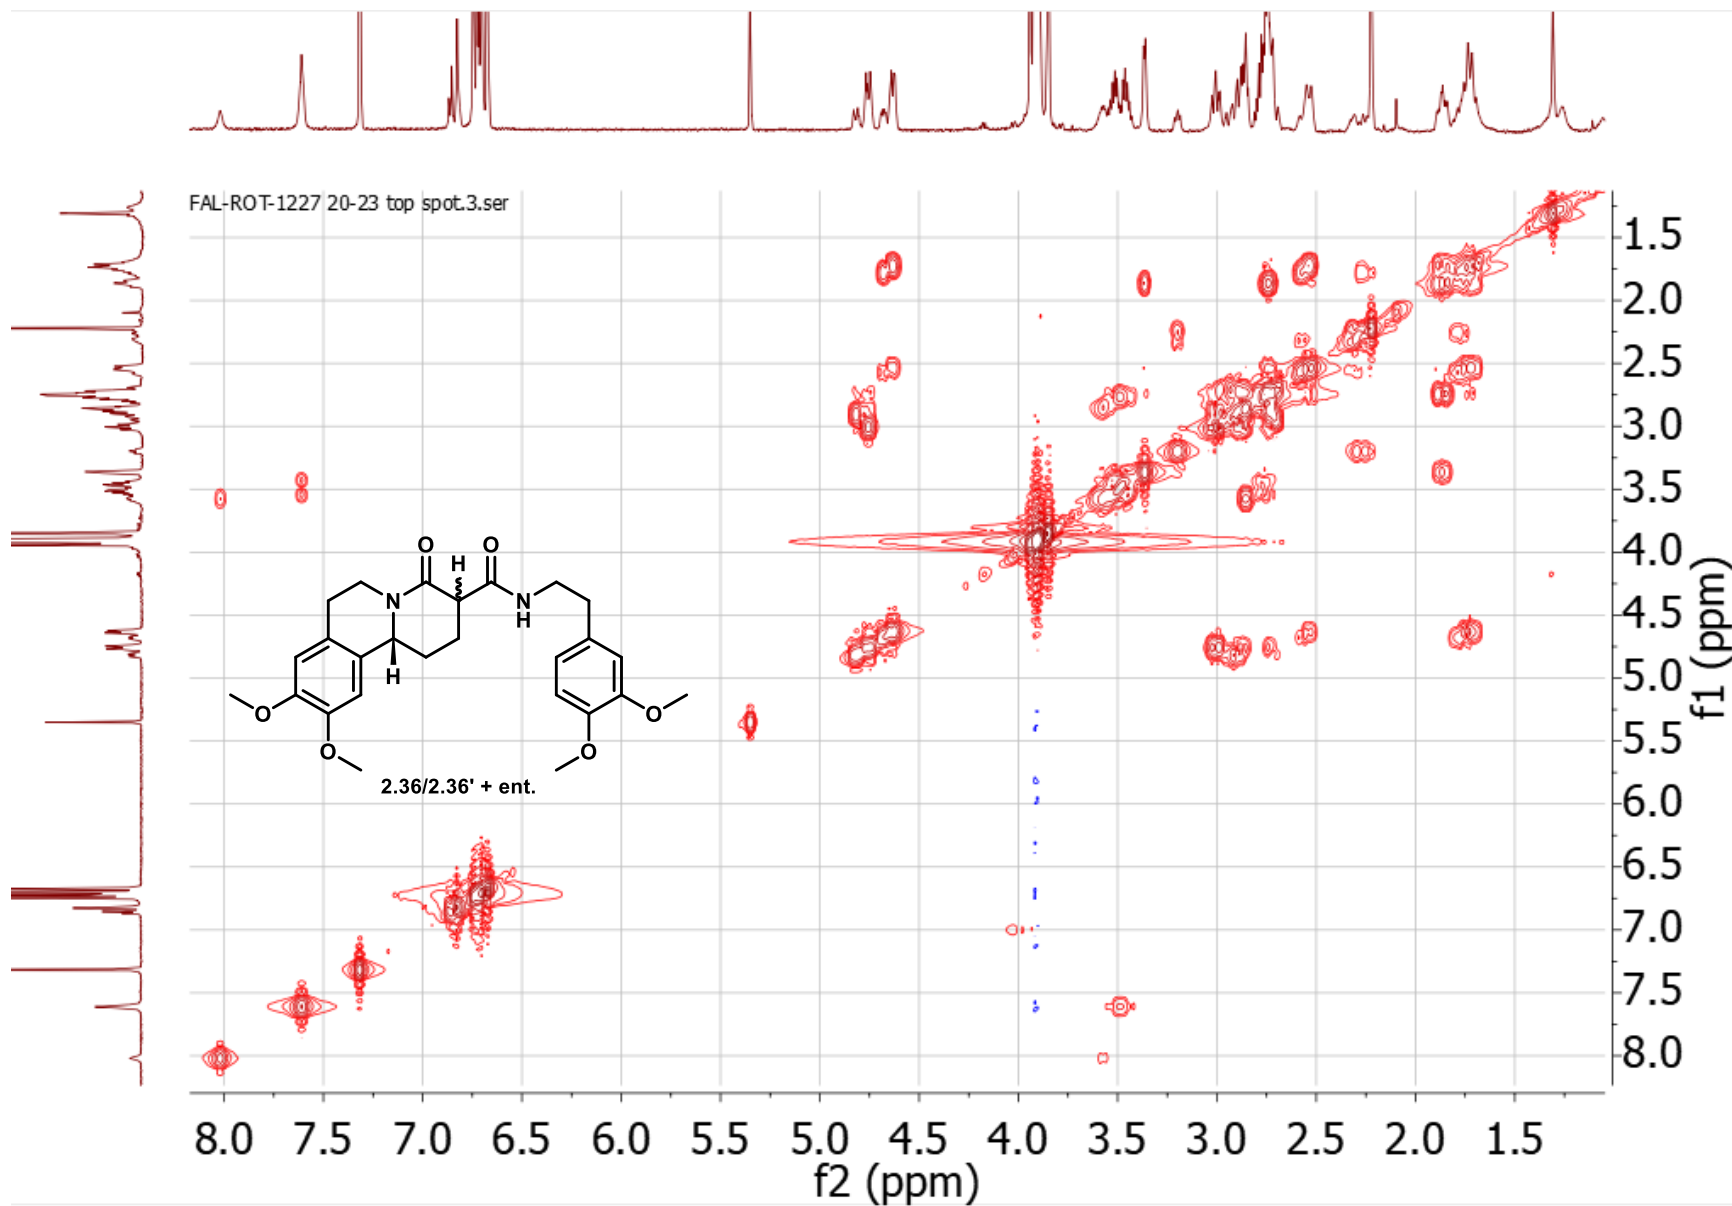 FAL-ROT-1227 20-23 top spot.3.ser
1.5
2.0
2.5
3.0
3.5
4.0
4.5
5.0
5.5
6.0
6.5
7.0
7.5
8.0
f1 (ppm)
O
O
H
N
N
H
H
O
O
O
O
2.36/2.36' + ent.
8.0 7.5 7.0 6.5 6.0 5.5 5.0 4.5 4.0 3.5 3.0 2.5 2.0 1.5
f2 (ppm)